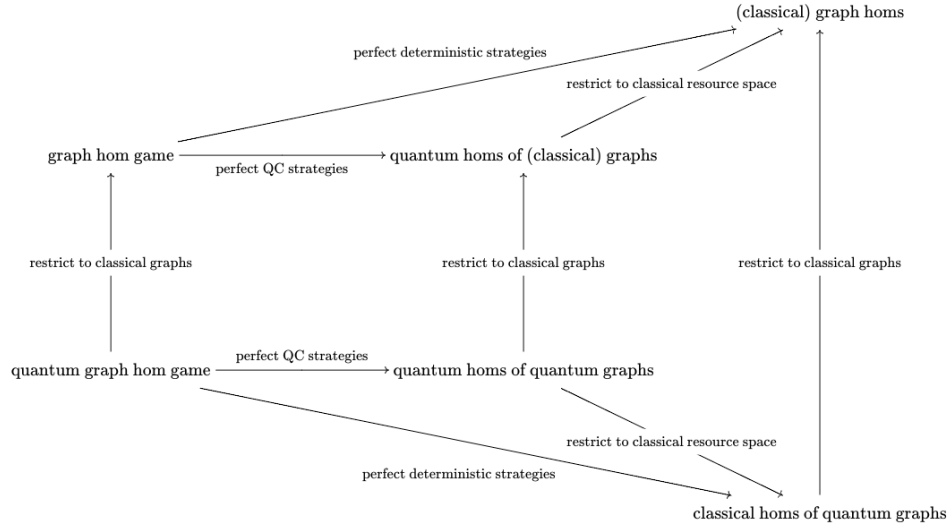 (classical) graph homs
perfect deterministic strategies
restrict to classical resource space
graph hom game
quantum homs of (classical) graphs
perfect QC strategies
restrict to classical graphs
restrict to classical graphs
restrict to classical graphs
perfect QC strategies
quantum graph hom game
quantum homs of quantum graphs
restrict to classical resource space
perfect deterministic strategies
classical homs of quantum graphs